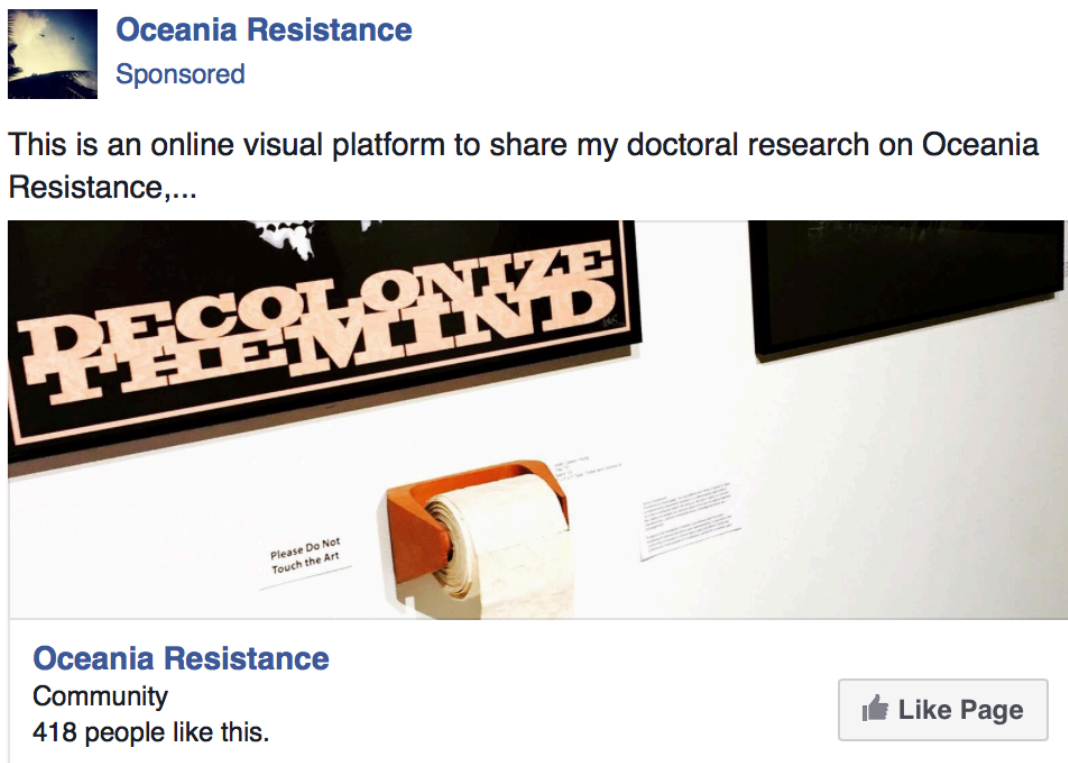 Oceania Resistance
Sponsored
This is an online visual platform to share my doctoral research on Oceania
Resistance,...
DECOLONIZE
THE MIND
Please Do Not
Touch the Art
Oceania Resistance
Community
418 people like this.
Like Page